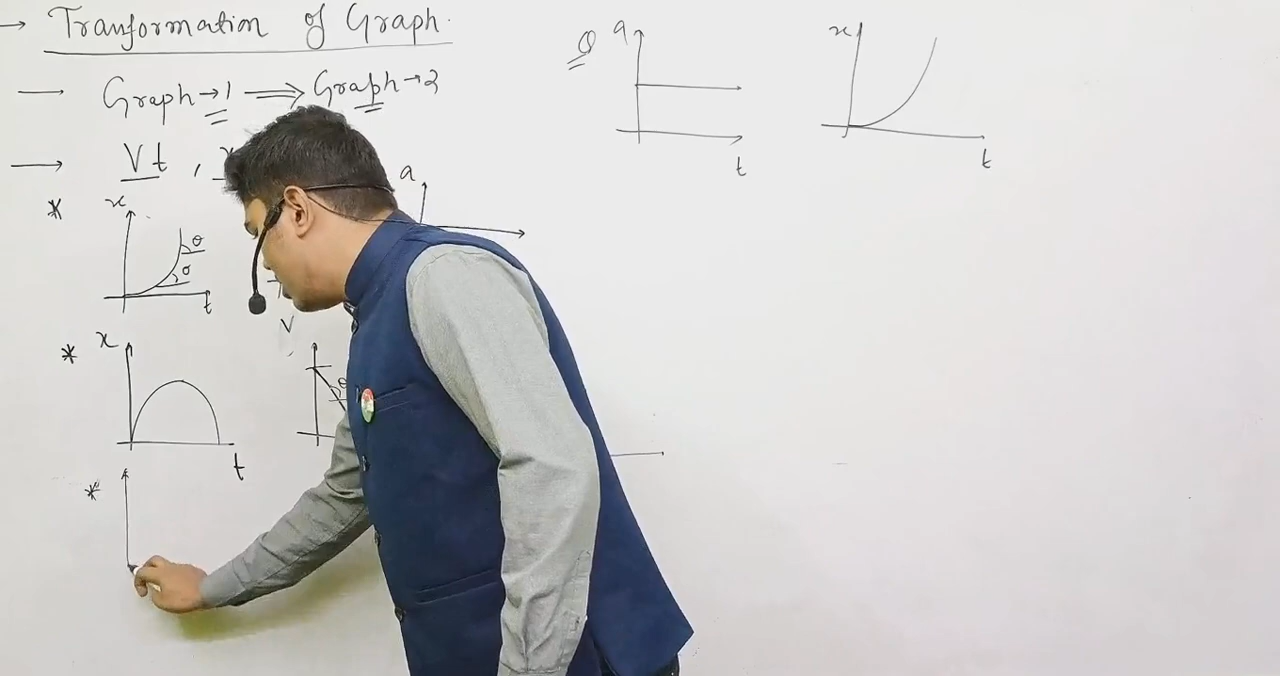 → Tranformation of Graph.
— Graph→1 ⟹ Graph→2
→ Vt ,
* x
θ
θ
t
a
* x
t
V
θ
*
Q a
t
x
t